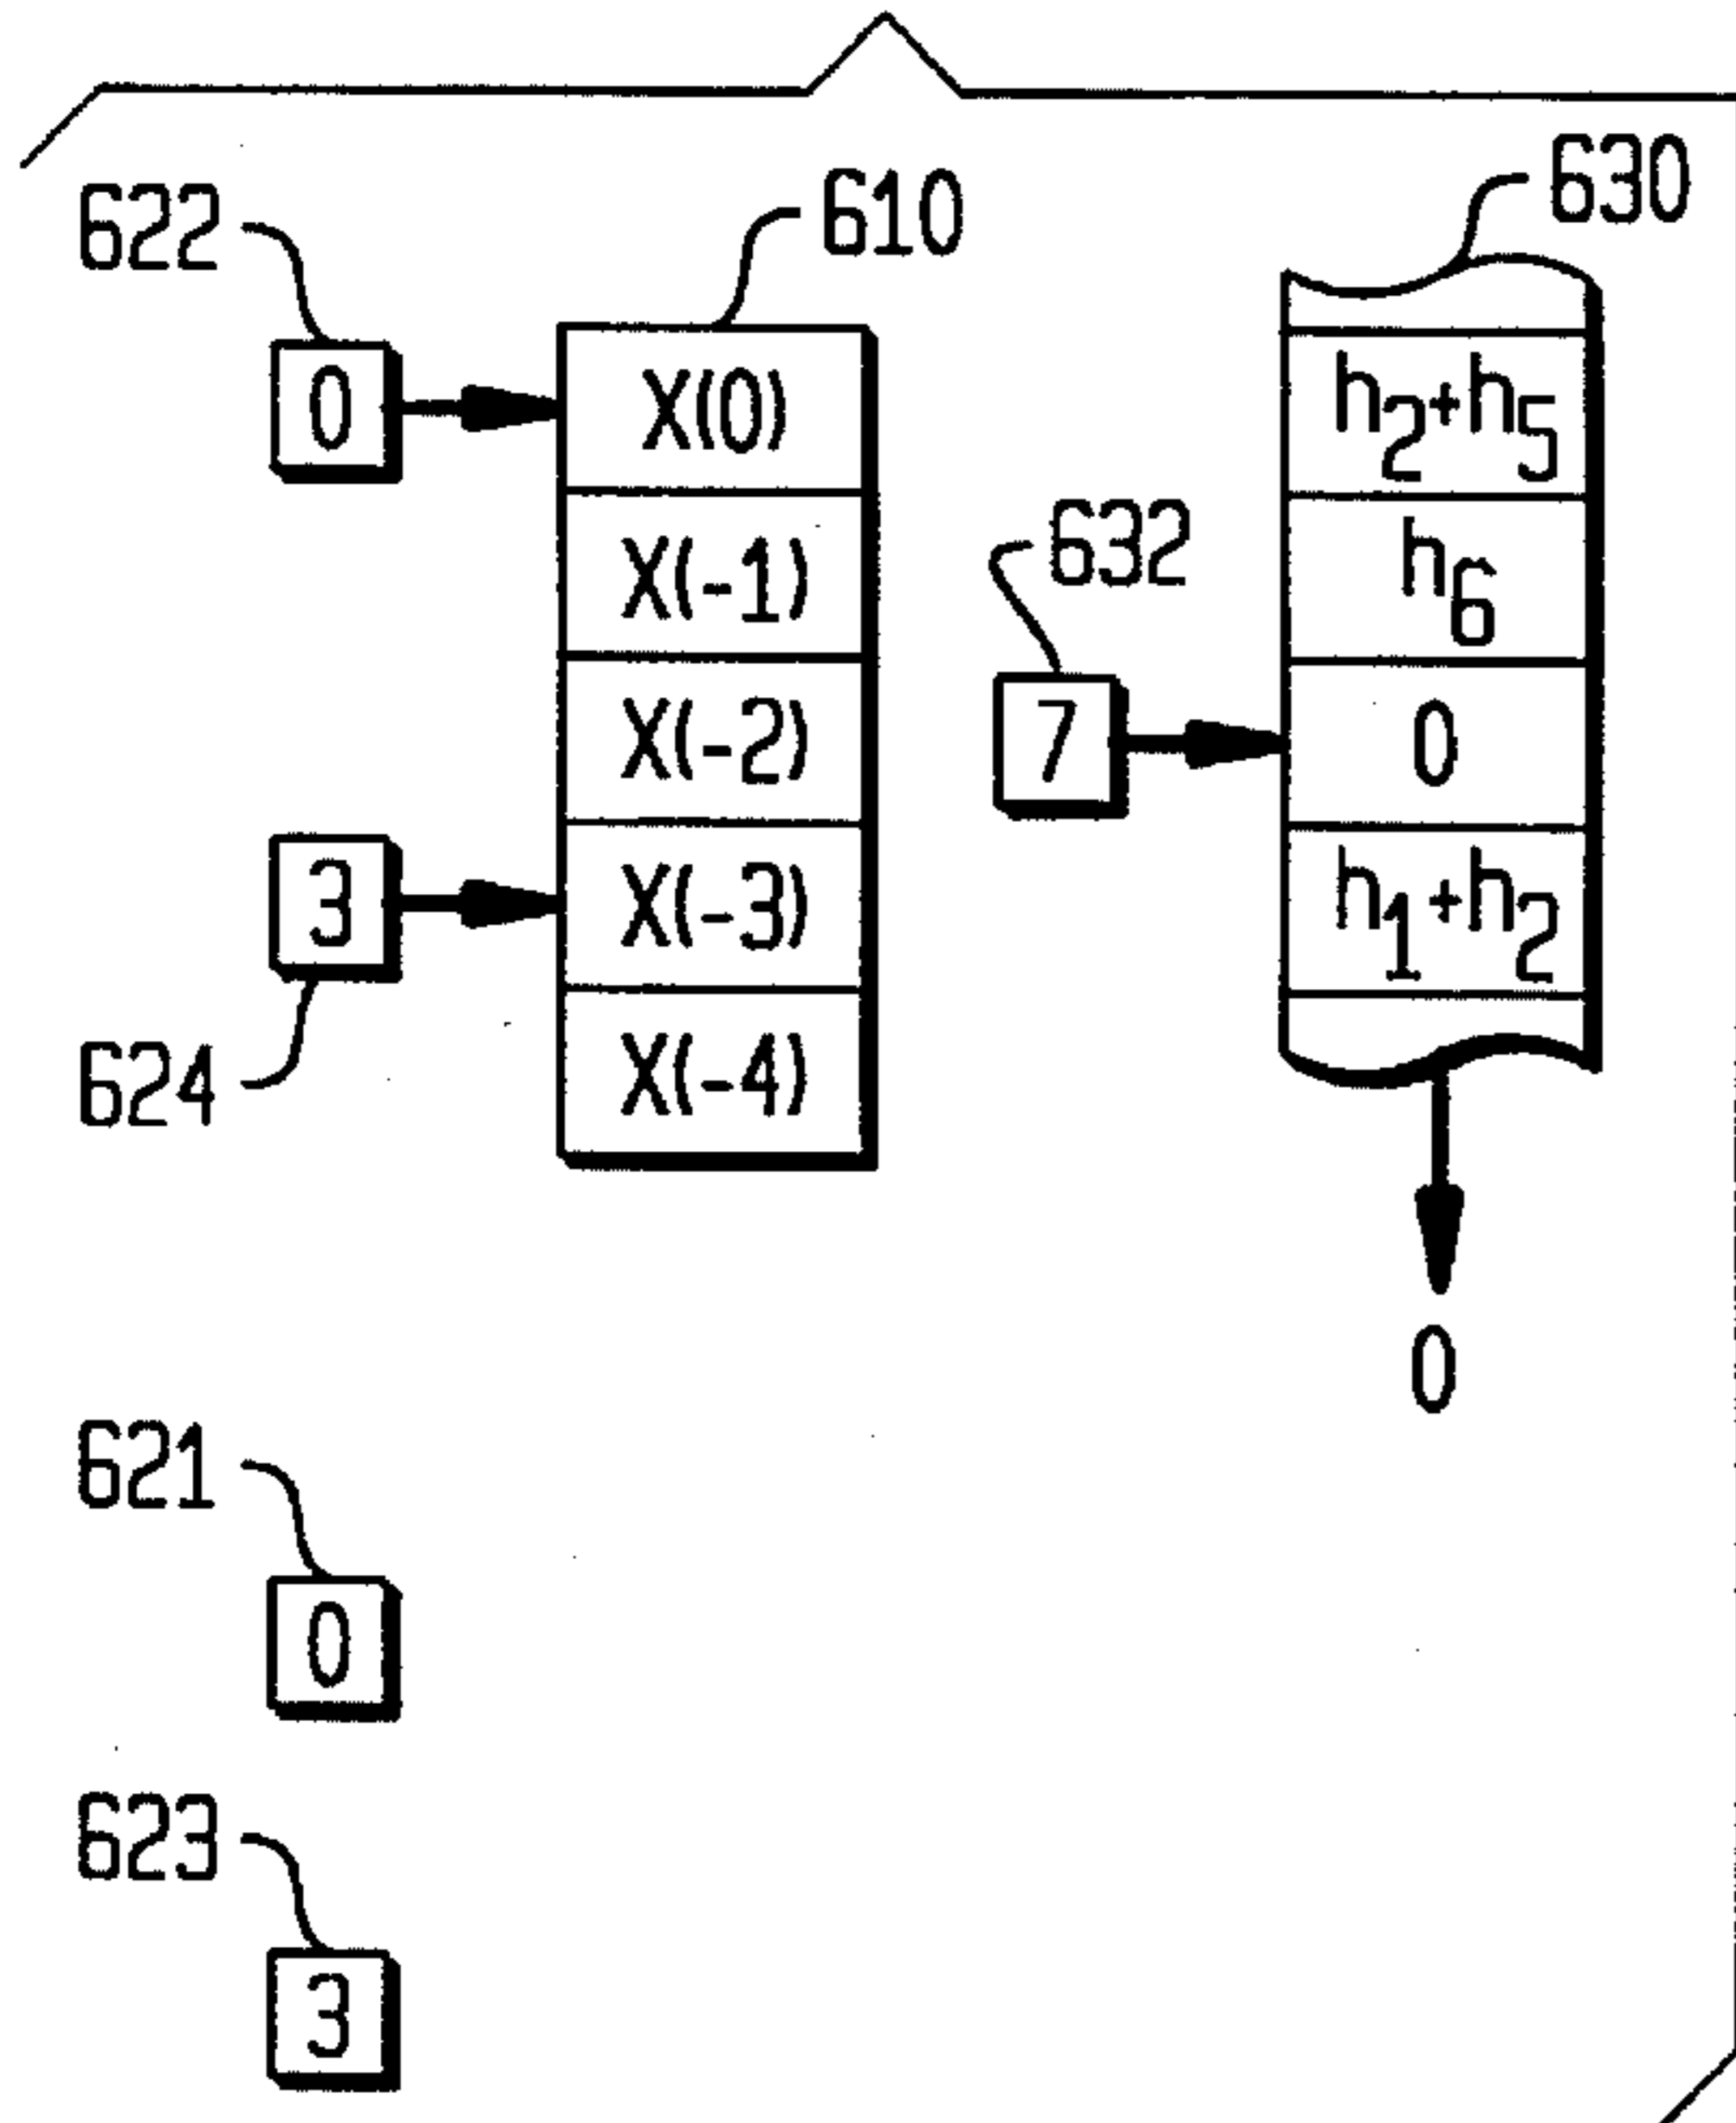 622
610
630
0
X(0)
X(-1)
X(-2)
X(-3)
X(-4)
3
624
632
7
h2+h5
h6
0
h1+h2
0
621
0
623
3